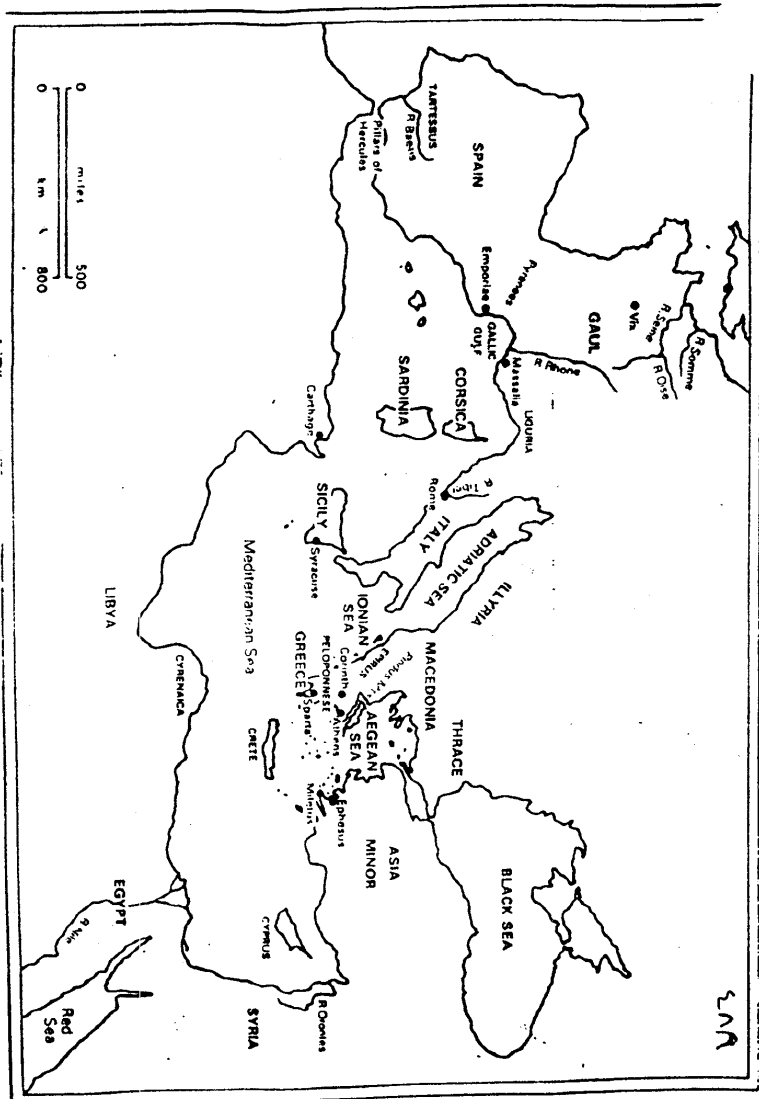 R Somme
R. Seine
R Oise
Vix
GAUL
SPAIN
Pyrenees
R Rhone
TARTESSUS
R Baetis
Pillars of
Hercules
Emporiae
GALLIC
GULF
Massalia
LIGURIA
CORSICA
SARDINIA
Carthage
R
Rome
ITALY
ADRIATIC SEA
ILLYRIA
SICILY
Syracuse
IONIAN
SEA
Mediterranean Sea
MACEDONIA
THRACE
EPIRUS
Pindus Mts
Corinth
PELOPONNESE
GREECE
Sparta
Athens
AEGEAN
SEA
CRETE
Ephesus
Miletus
ASIA
MINOR
BLACK SEA
LIBYA
CYRENAICA
EGYPT
R Nile
CYPRUS
R Orontes
SYRIA
Red
Sea
0 miles 500
0 km 800